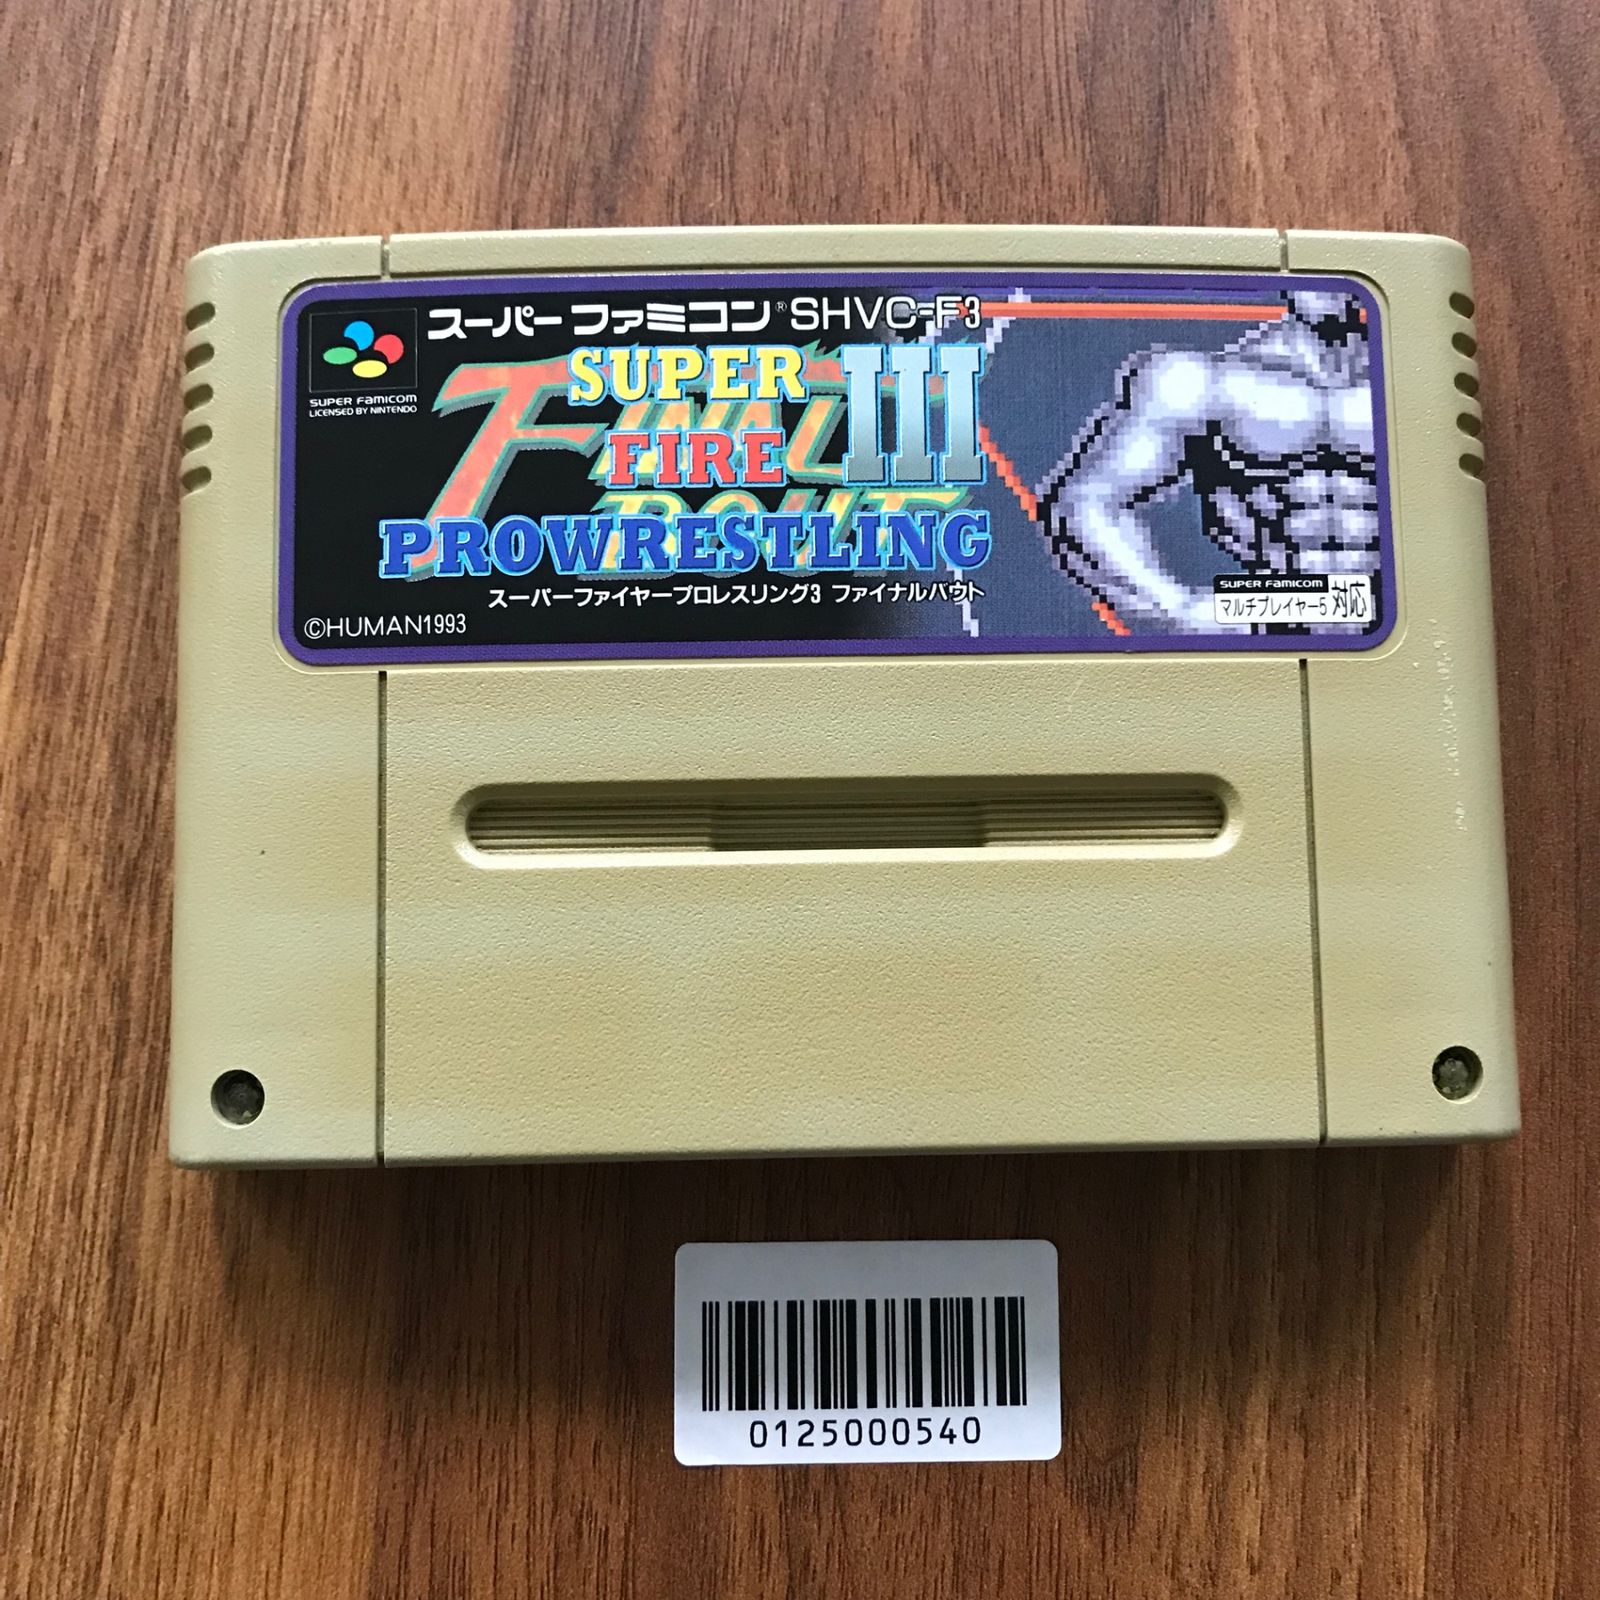 スーパーファミコン® SHVC-F3
SUPER FAMICOM
LICENSED BY NINTENDO
SUPER III
FINAL
FIRE
BOUT
PROWRESTLING
スーパーファイヤープロレスリング3 ファイナルバウト
©HUMAN1993
SUPER FAMICOM
マルチプレイヤー5 対応
0125000540